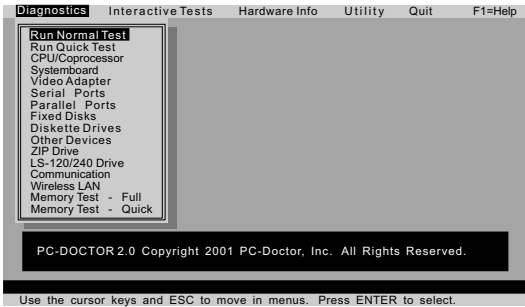 Diagnostics Interactive Tests Hardware Info Utility Quit F1=Help
Run Normal Test
Run Quick Test
CPU/Coprocessor
Systemboard
Video Adapter
Serial Ports
Parallel Ports
Fixed Disks
Diskette Drives
Other Devices
ZIP Drive
LS-120/240 Drive
Communication
Wireless LAN
Memory Test - Full
Memory Test - Quick
PC-DOCTOR 2.0 Copyright 2001 PC-Doctor, Inc. All Rights Reserved.
Use the cursor keys and ESC to move in menus. Press ENTER to select.